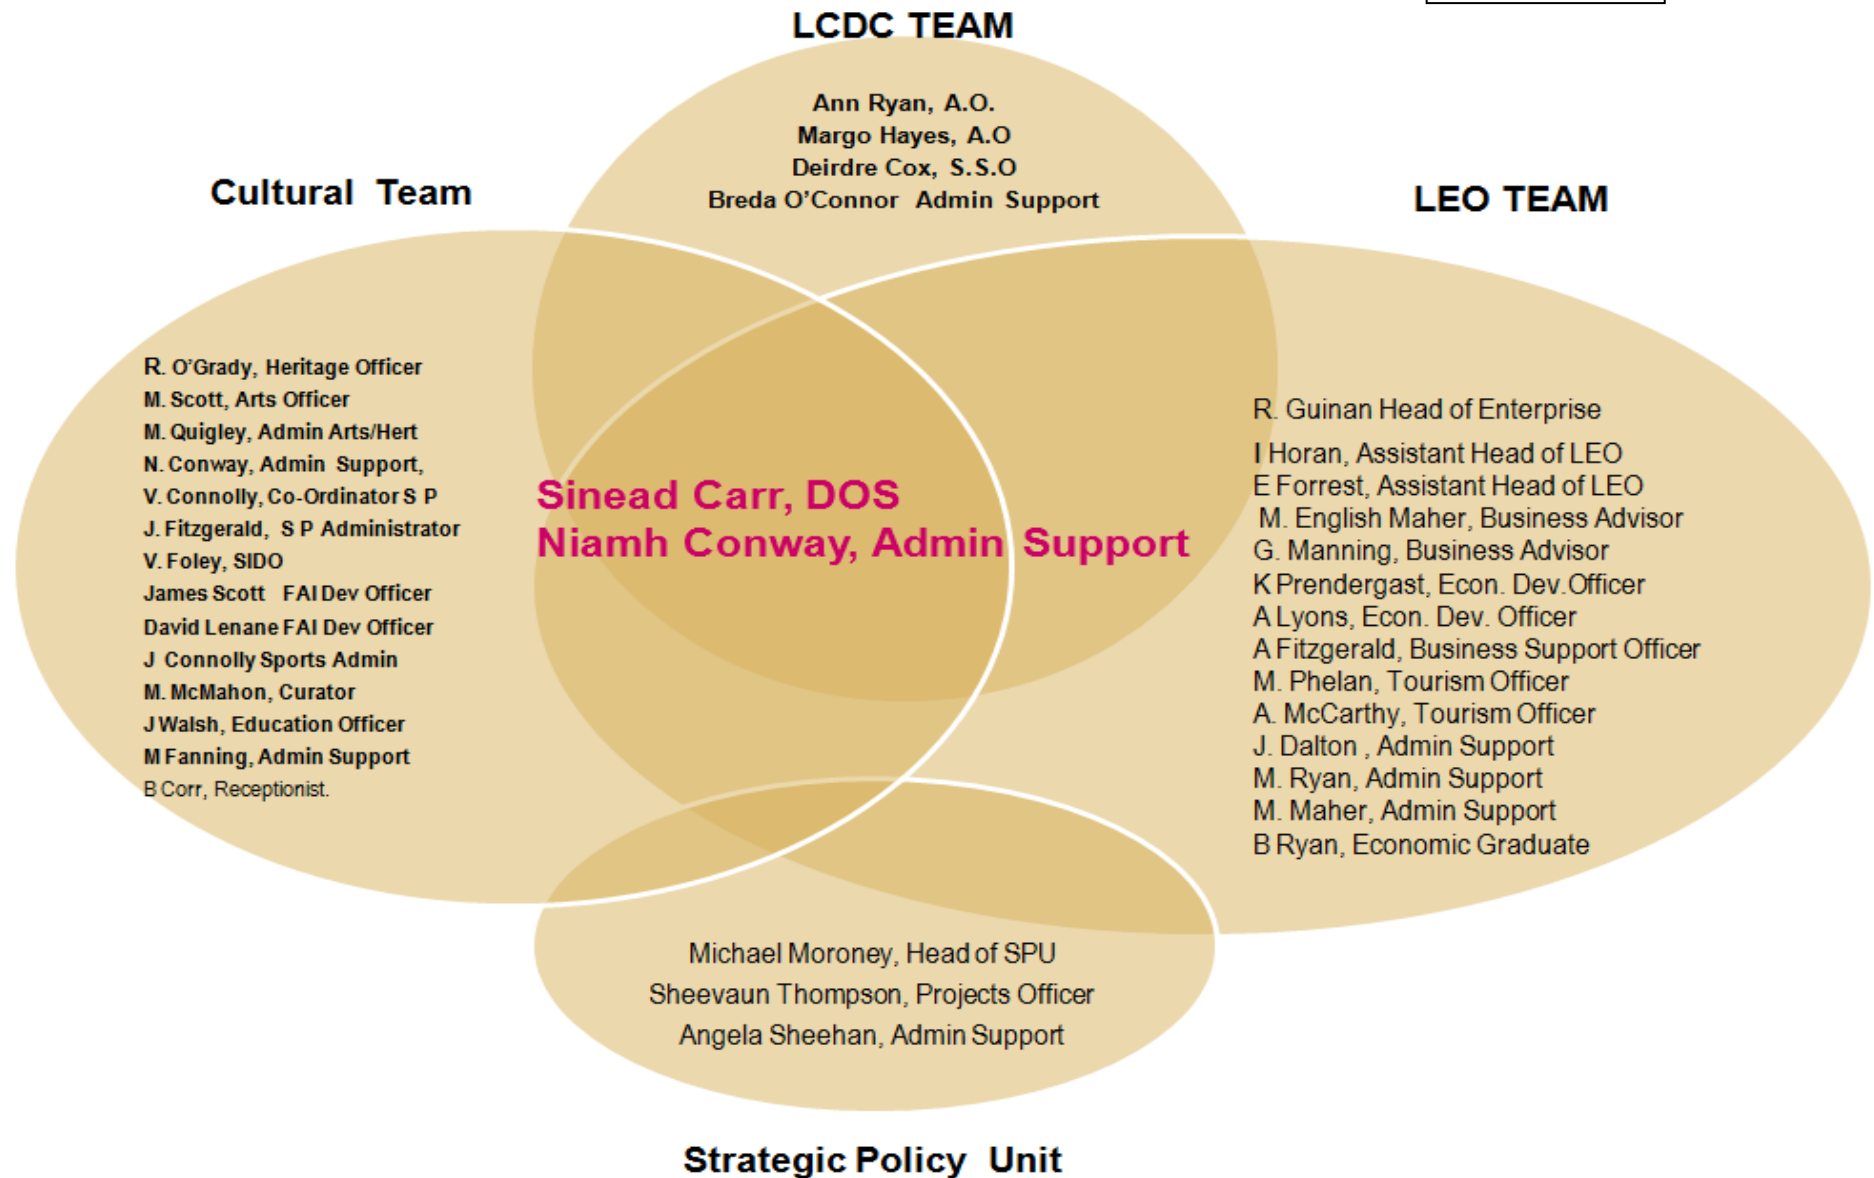 LCDC TEAM
Ann Ryan, A.O.
Margo Hayes, A.O
Deirdre Cox, S.S.O
Breda O’Connor Admin Support
Cultural Team
R. O’Grady, Heritage Officer
M. Scott, Arts Officer
M. Quigley, Admin Arts/Hert
N. Conway, Admin Support,
V. Connolly, Co-Ordinator S P
J. Fitzgerald, S P Administrator
V. Foley, SIDO
James Scott FAI Dev Officer
David Lenane FAI Dev Officer
J Connolly Sports Admin
M. McMahon, Curator
J Walsh, Education Officer
M Fanning, Admin Support
B Corr, Receptionist.
Sinead Carr, DOS
Niamh Conway, Admin Support
LEO TEAM
R. Guinan Head of Enterprise
I Horan, Assistant Head of LEO
E Forrest, Assistant Head of LEO
M. English Maher, Business Advisor
G. Manning, Business Advisor
K Prendergast, Econ. Dev.Officer
A Lyons, Econ. Dev. Officer
A Fitzgerald, Business Support Officer
M. Phelan, Tourism Officer
A. McCarthy, Tourism Officer
J. Dalton , Admin Support
M. Ryan, Admin Support
M. Maher, Admin Support
B Ryan, Economic Graduate
Michael Moroney, Head of SPU
Sheevaun Thompson, Projects Officer
Angela Sheehan, Admin Support
Strategic Policy Unit